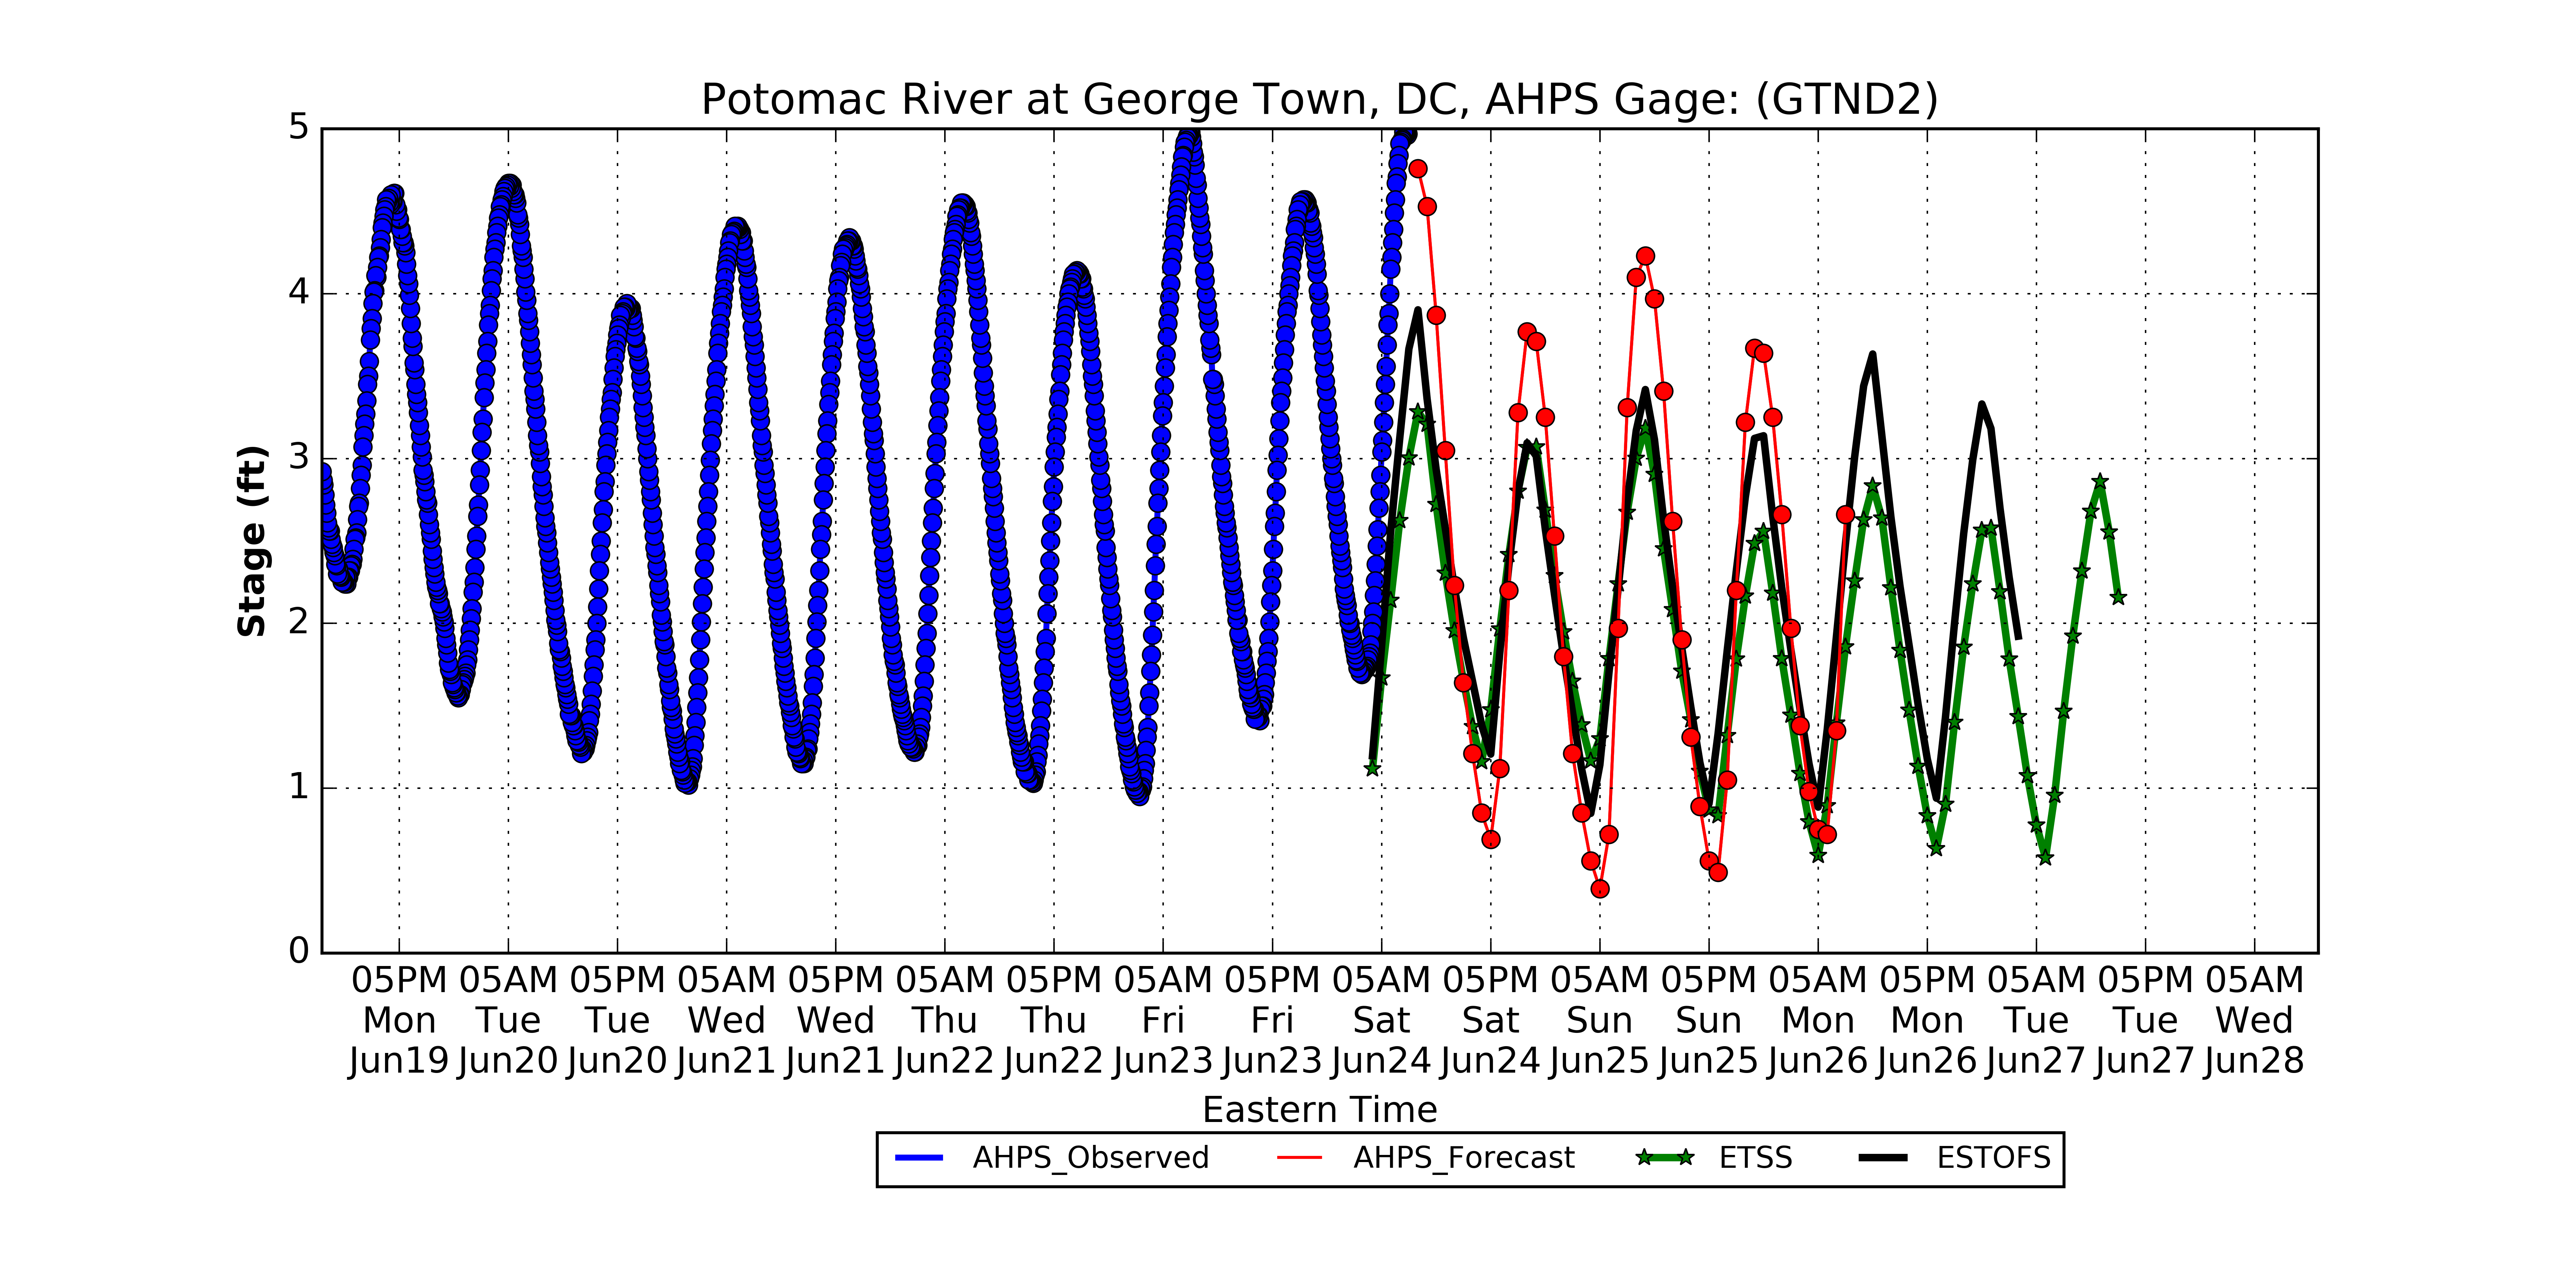 Potomac River at George Town, DC, AHPS Gage: (GTND2)
5
4
3
2
1
0
Stage (ft)
05PM 05AM 05PM 05AM 05PM 05AM 05PM 05AM 05PM 05AM 05PM 05AM 05PM 05AM 05PM 05AM 05PM 05AM
Mon Tue Tue Wed Wed Thu Thu Fri Fri Sat Sat Sun Sun Mon Mon Tue Tue Wed
Jun19 Jun20 Jun20 Jun21 Jun21 Jun22 Jun22 Jun23 Jun23 Jun24 Jun24 Jun25 Jun25 Jun26 Jun26 Jun27 Jun27 Jun28
Eastern Time
AHPS_Observed AHPS_Forecast ETSS ESTOFS